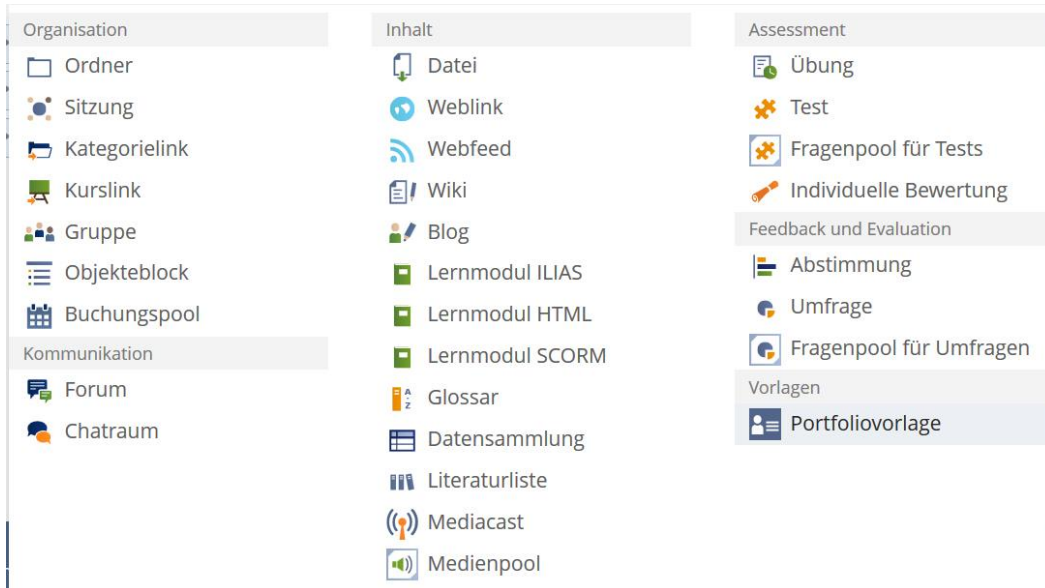 Organisation
Ordner
Sitzung
Kategorielink
Kurslink
Gruppe
Objekteblock
Buchungspool
Kommunikation
Forum
Chatraum
Inhalt
Datei
Weblink
Webfeed
Wiki
Blog
Lernmodul ILIAS
Lernmodul HTML
Lernmodul SCORM
A-Z
Glossar
Datensammlung
Literaturliste
Mediacast
Medienpool
Assessment
Übung
Test
Fragenpool für Tests
Individuelle Bewertung
Feedback und Evaluation
Abstimmung
Umfrage
Fragenpool für Umfragen
Vorlagen
Portfoliovorlage